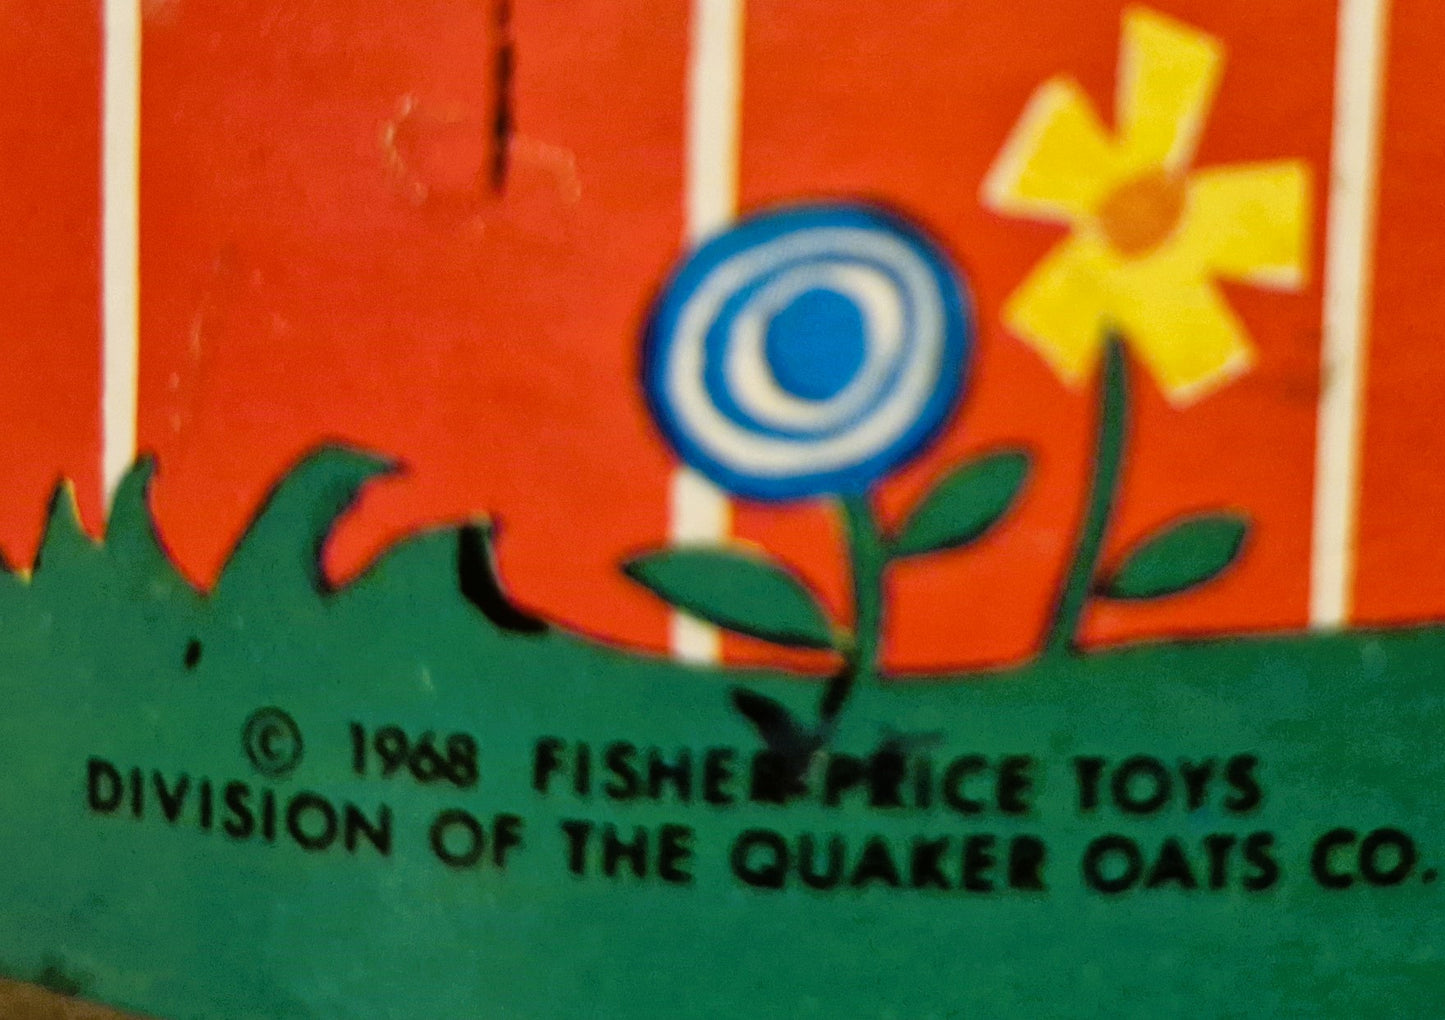 © 1968 FISHER-PRICE TOYS
DIVISION OF THE QUAKER OATS CO.